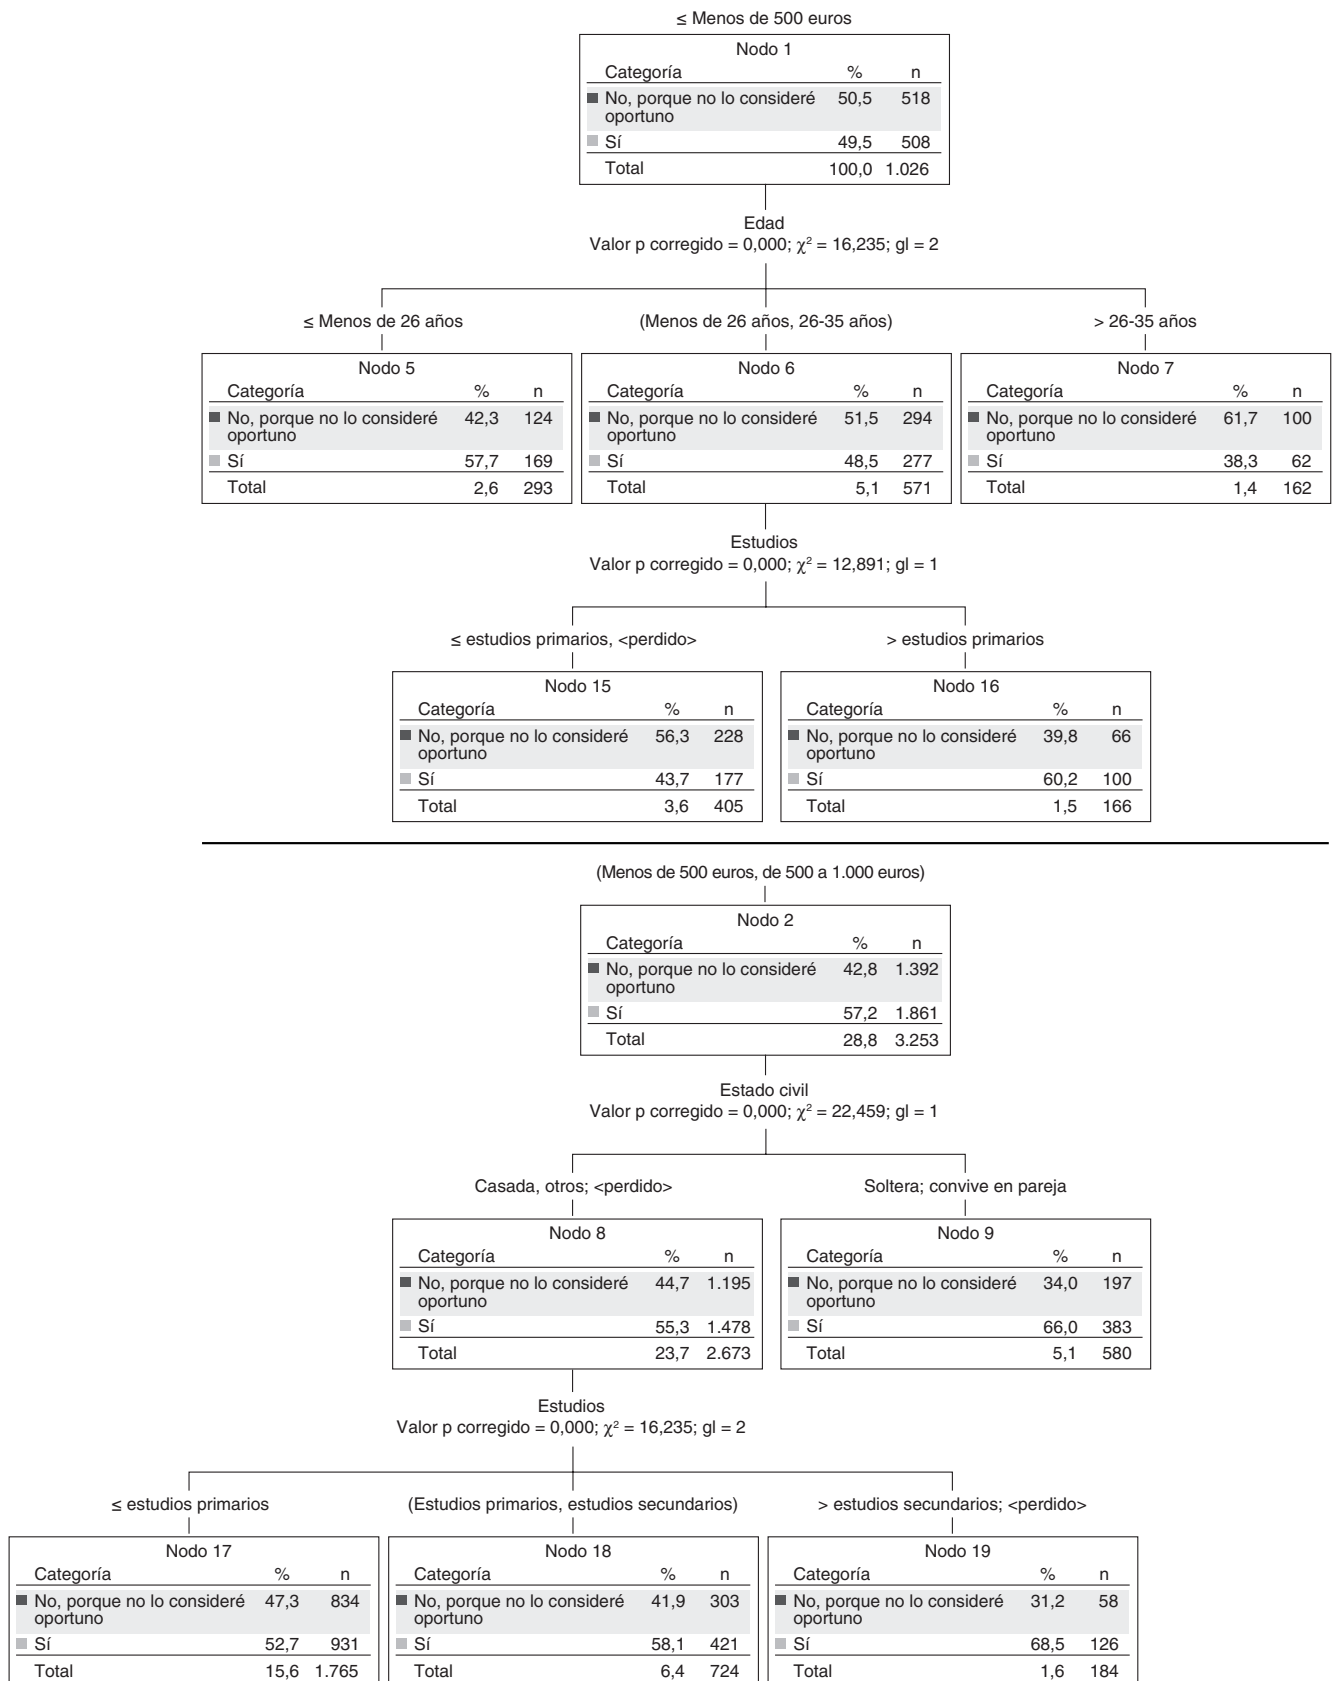 ≤ Menos de 500 euros
Nodo 1
Categoría % n
No, porque no lo consideré 50,5 518
oportuno
Sí 49,5 508
Total 100,0 1.026
Edad
Valor p corregido = 0,000; χ² = 16,235; gl = 2
≤ Menos de 26 años (Menos de 26 años, 26-35 años) > 26-35 años
Nodo 5
Categoría % n
No, porque no lo consideré 42,3 124
oportuno
Sí 57,7 169
Total 2,6 293
Nodo 6
Categoría % n
No, porque no lo consideré 51,5 294
oportuno
Sí 48,5 277
Total 5,1 571
Nodo 7
Categoría % n
No, porque no lo consideré 61,7 100
oportuno
Sí 38,3 62
Total 1,4 162
Estudios
Valor p corregido = 0,000; χ² = 12,891; gl = 1
≤ estudios primarios, <perdido> > estudios primarios
Nodo 15
Categoría % n
No, porque no lo consideré 56,3 228
oportuno
Sí 43,7 177
Total 3,6 405
Nodo 16
Categoría % n
No, porque no lo consideré 39,8 66
oportuno
Sí 60,2 100
Total 1,5 166
(Menos de 500 euros, de 500 a 1.000 euros)
Nodo 2
Categoría % n
No, porque no lo consideré 42,8 1.392
oportuno
Sí 57,2 1.861
Total 28,8 3.253
Estado civil
Valor p corregido = 0,000; χ² = 22,459; gl = 1
Casada, otros; <perdido> Soltera; convive en pareja
Nodo 8
Categoría % n
No, porque no lo consideré 44,7 1.195
oportuno
Sí 55,3 1.478
Total 23,7 2.673
Nodo 9
Categoría % n
No, porque no lo consideré 34,0 197
oportuno
Sí 66,0 383
Total 5,1 580
Estudios
Valor p corregido = 0,000; χ² = 16,235; gl = 2
≤ estudios primarios (Estudios primarios, estudios secundarios) > estudios secundarios; <perdido>
Nodo 17
Categoría % n
No, porque no lo consideré 47,3 834
oportuno
Sí 52,7 931
Total 15,6 1.765
Nodo 18
Categoría % n
No, porque no lo consideré 41,9 303
oportuno
Sí 58,1 421
Total 6,4 724
Nodo 19
Categoría % n
No, porque no lo consideré 31,2 58
oportuno
Sí 68,5 126
Total 1,6 184